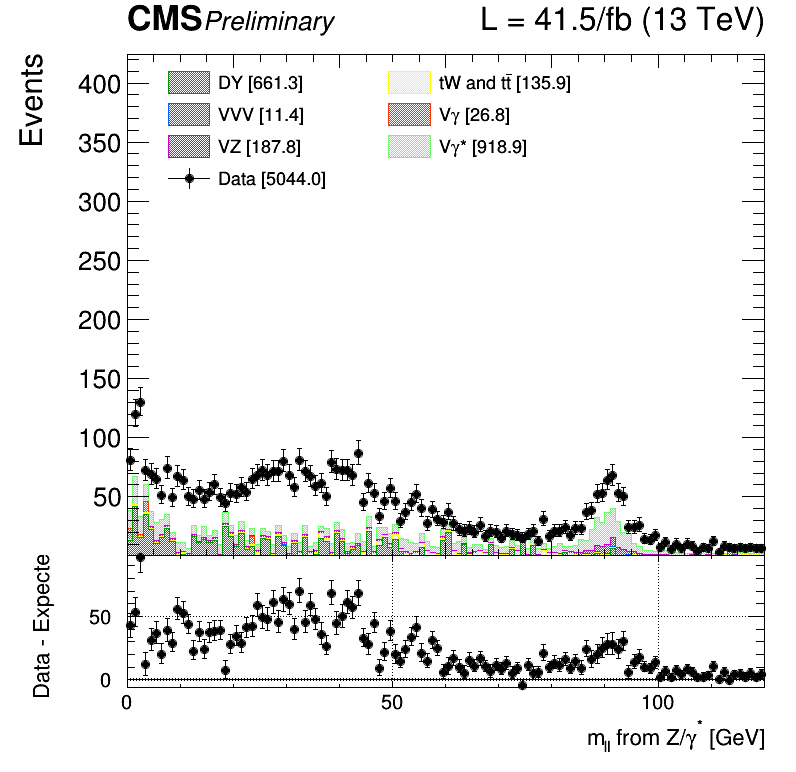 CMS Preliminary L = 41.5/fb (13 TeV)
Events
400
350
300
250
200
150
100
50
DY [661.3]
tW and tt̄ [135.9]
VVV [11.4]
Vγ [26.8]
VZ [187.8]
Vγ* [918.9]
Data [5044.0]
Data - Expecte
50
0
0 50 100
m_ll from Z/γ* [GeV]